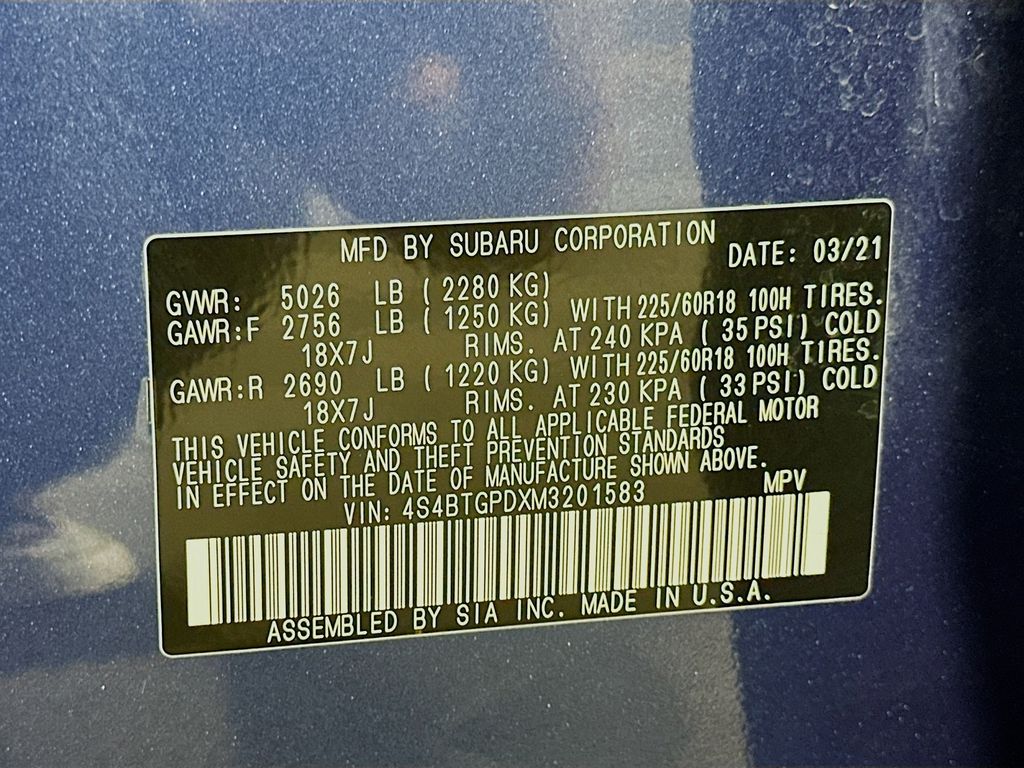 MFD BY SUBARU CORPORATION DATE: 03/21
GVWR: 5026 LB ( 2280 KG)
GAWR:F 2756 LB ( 1250 KG) WITH 225/60R18 100H TIRES.
18X7J RIMS. AT 240 KPA ( 35 PSI) COLD
GAWR:R 2690 LB ( 1220 KG) WITH 225/60R18 100H TIRES.
18X7J RIMS. AT 230 KPA ( 33 PSI) COLD
THIS VEHICLE CONFORMS TO ALL APPLICABLE FEDERAL MOTOR
VEHICLE SAFETY AND THEFT PREVENTION STANDARDS
IN EFFECT ON THE DATE OF MANUFACTURE SHOWN ABOVE.
VIN: 4S4BTGPDXM3201583 MPV
ASSEMBLED BY SIA INC. MADE IN U.S.A.